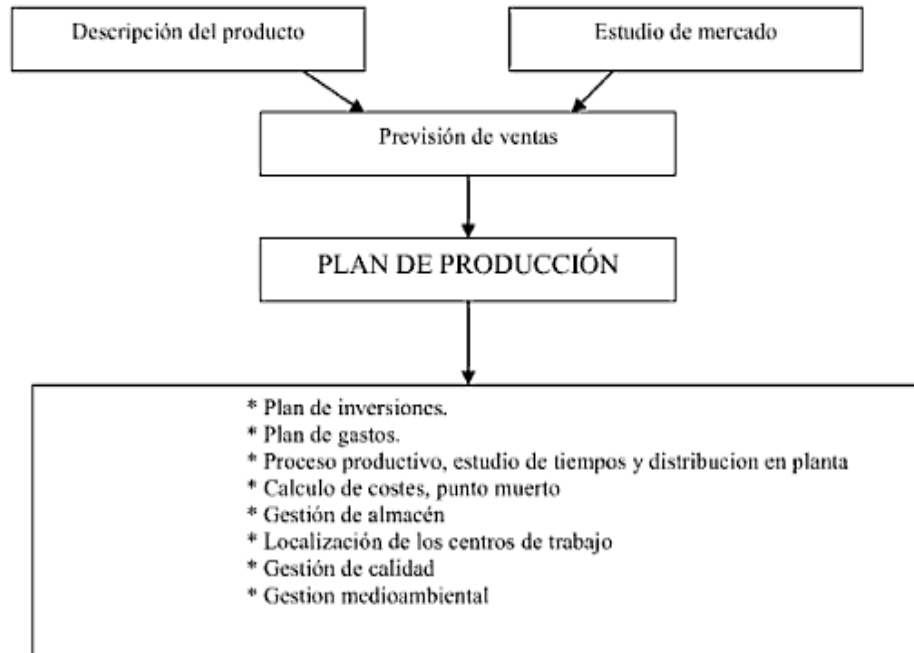 Descripción del producto
Estudio de mercado
Previsión de ventas
PLAN DE PRODUCCIÓN
* Plan de inversiones.
* Plan de gastos.
* Proceso productivo, estudio de tiempos y distribucion en planta
* Calculo de costes, punto muerto
* Gestión de almacén
* Localización de los centros de trabajo
* Gestión de calidad
* Gestion medioambiental